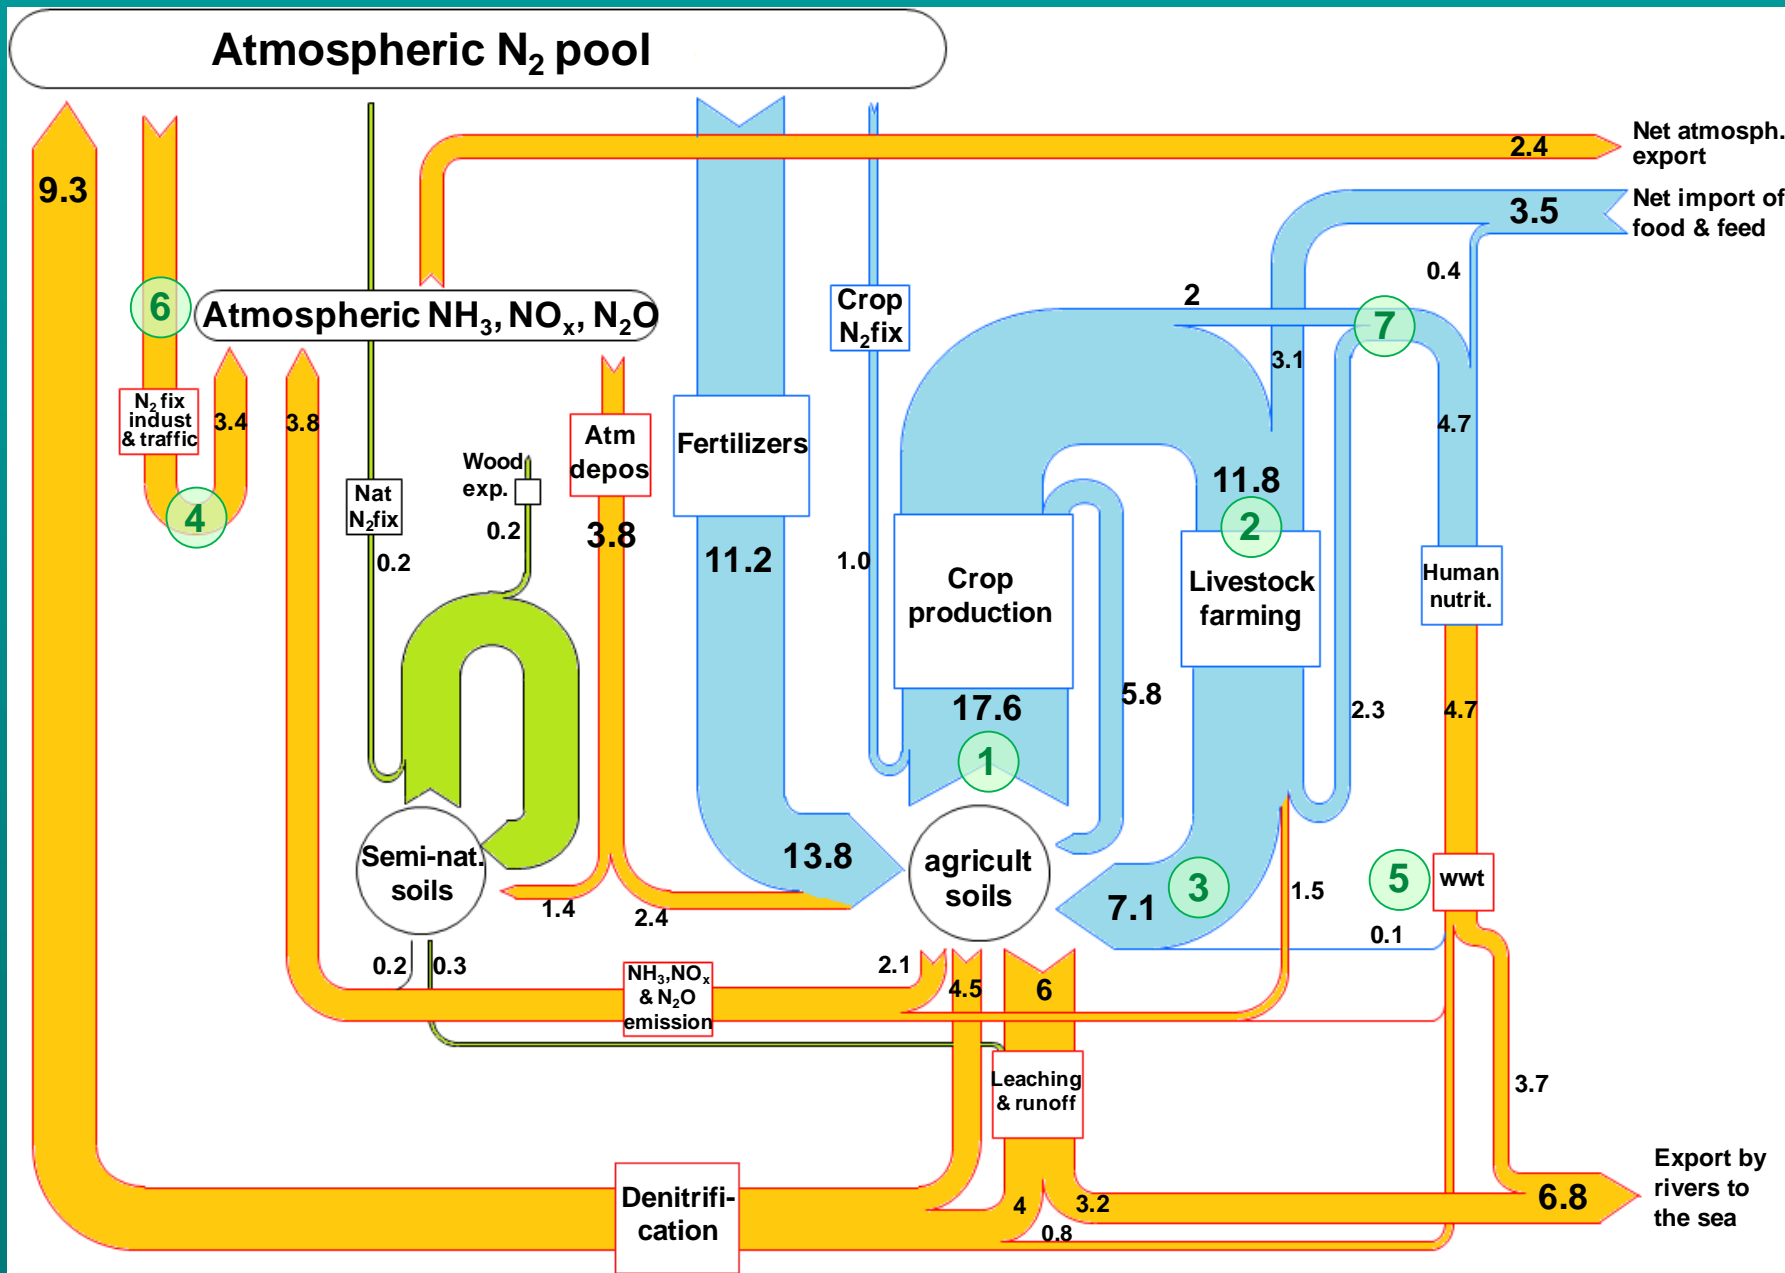 Atmospheric N₂ pool
Net atmosph.
export
2.4
9.3
Net import of
food & feed
3.5
0.4
6
Atmospheric NH₃, NOₓ, N₂O
Crop
N₂fix
2
7
3.1
N₂ fix
indust
& traffic
3.4
3.8
Atm
depos
Fertilizers
4.7
Wood
exp.
11.8
Nat
N₂fix
4
0.2
3.8
2
0.2
11.2
1.0
Crop
production
Livestock
farming
Human
nutrit.
17.6
5.8
2.3
4.7
1
Semi-nat.
soils
13.8
agricult
soils
7.1
3
1.5
5
wwt
1.4
2.4
0.1
0.2
0.3
NH₃,NOₓ
& N₂O
emission
2.1
4.5
6
Leaching
& runoff
3.7
Denitrifi-
cation
4
3.2
0.8
6.8
Export by
rivers to
the sea